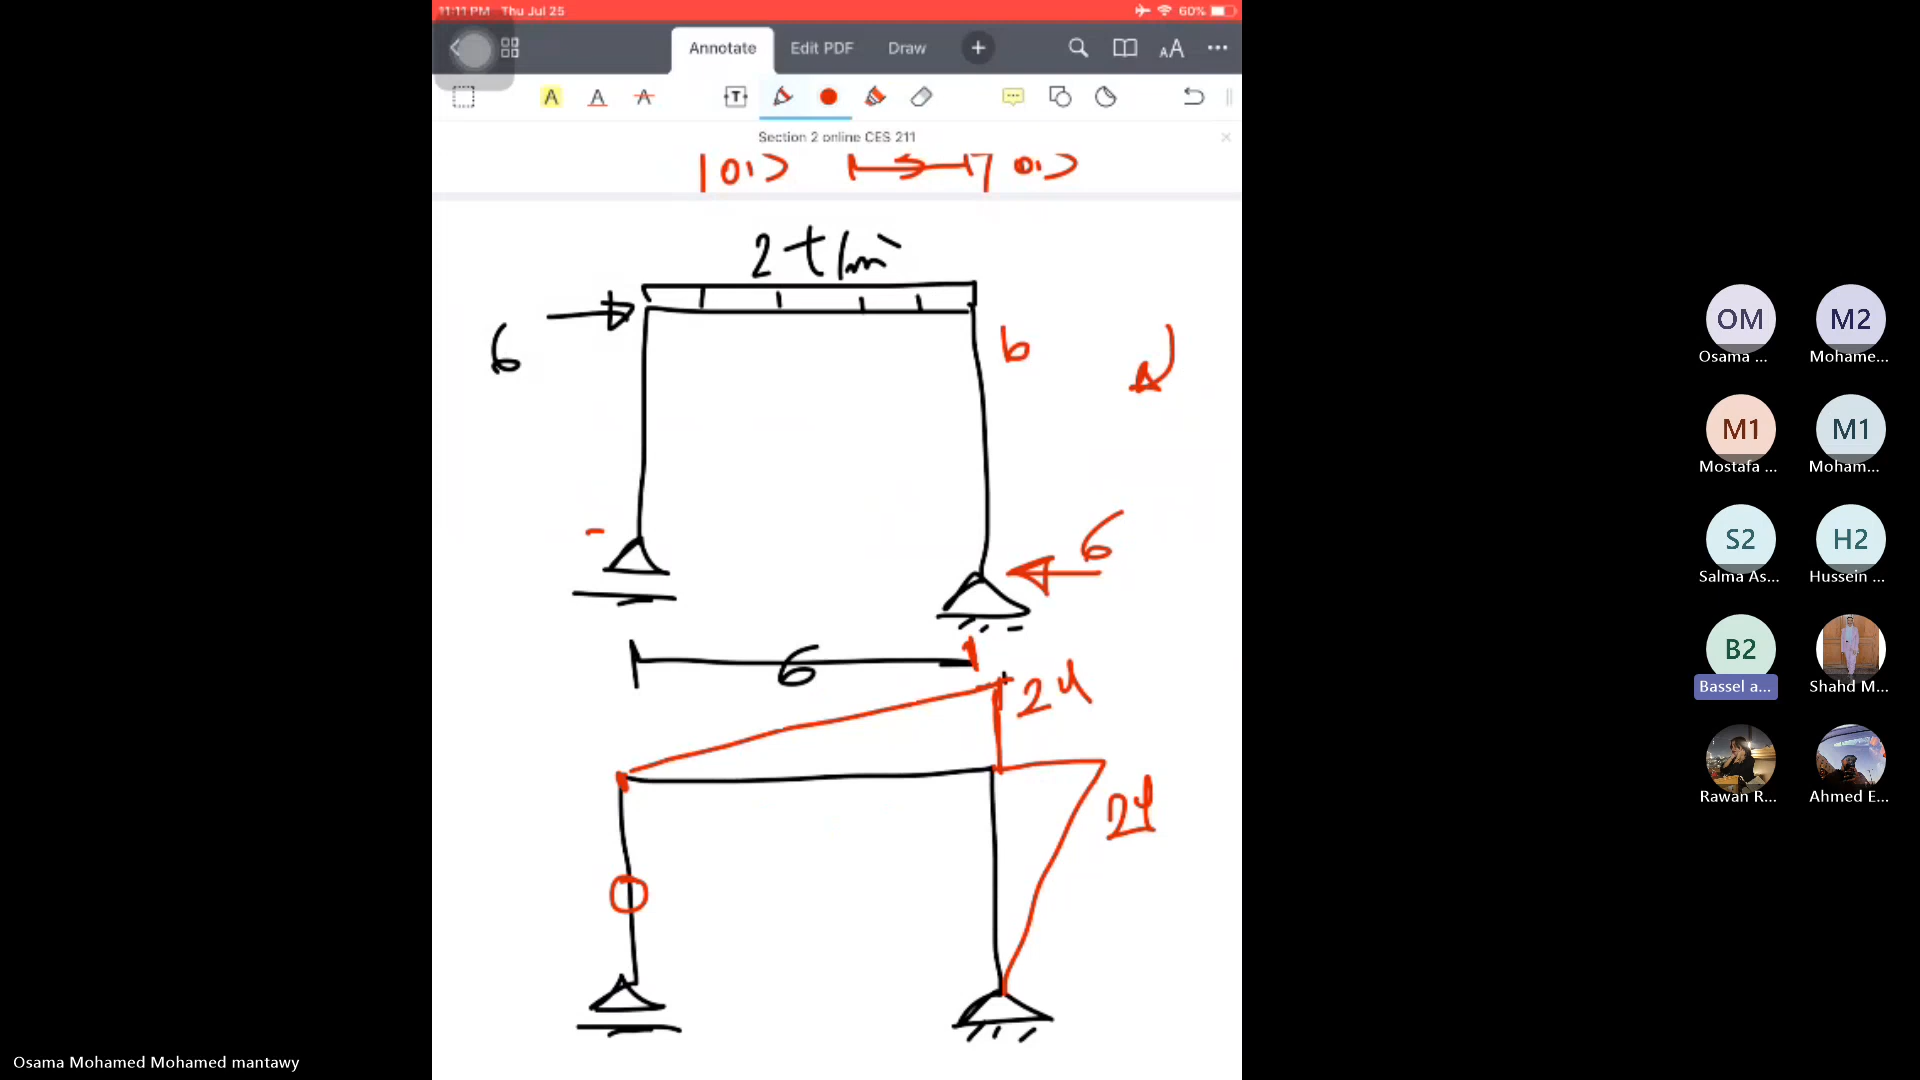 11:11 PM Thu Jul 25
60%
Annotate Edit PDF Draw
AA
A A A T
Section 2 online CES 211
2 t/m'
6
b
6
6
24
24
OM M2
Osama ... Mohame...
M1 M1
Mostafa ... Moham...
S2 H2
Salma As... Hussein ...
B2
Bassel a... Shahd M...
Rawan R... Ahmed E...
Osama Mohamed Mohamed mantawy